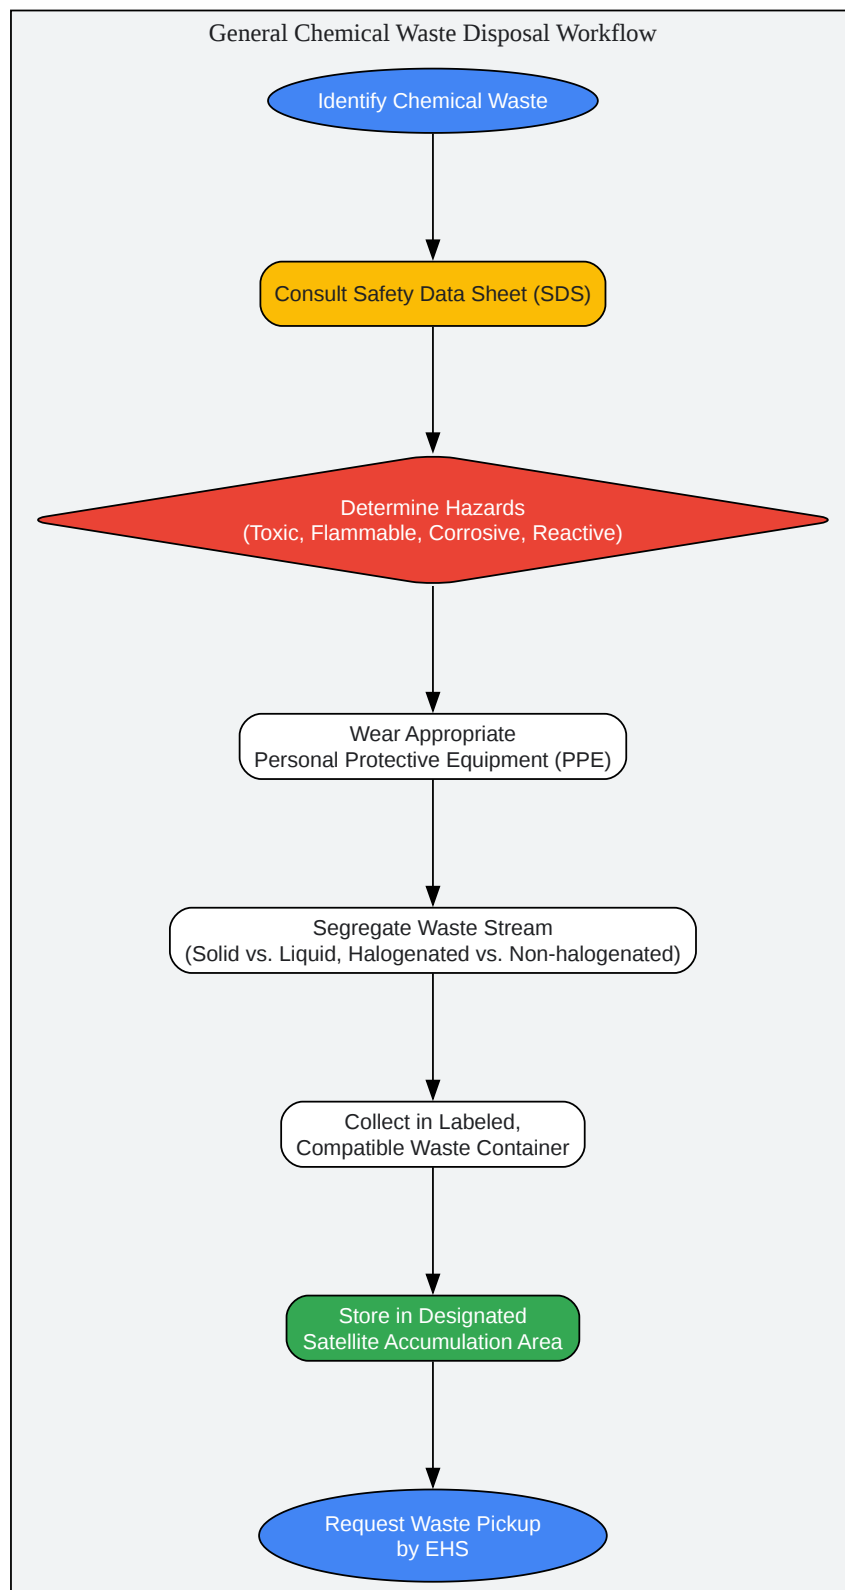 General Chemical Waste Disposal Workflow
Identify Chemical Waste
Consult Safety Data Sheet (SDS)
Determine Hazards
(Toxic, Flammable, Corrosive, Reactive)
Wear Appropriate
Personal Protective Equipment (PPE)
Segregate Waste Stream
(Solid vs. Liquid, Halogenated vs. Non-halogenated)
Collect in Labeled,
Compatible Waste Container
Store in Designated
Satellite Accumulation Area
Request Waste Pickup
by EHS